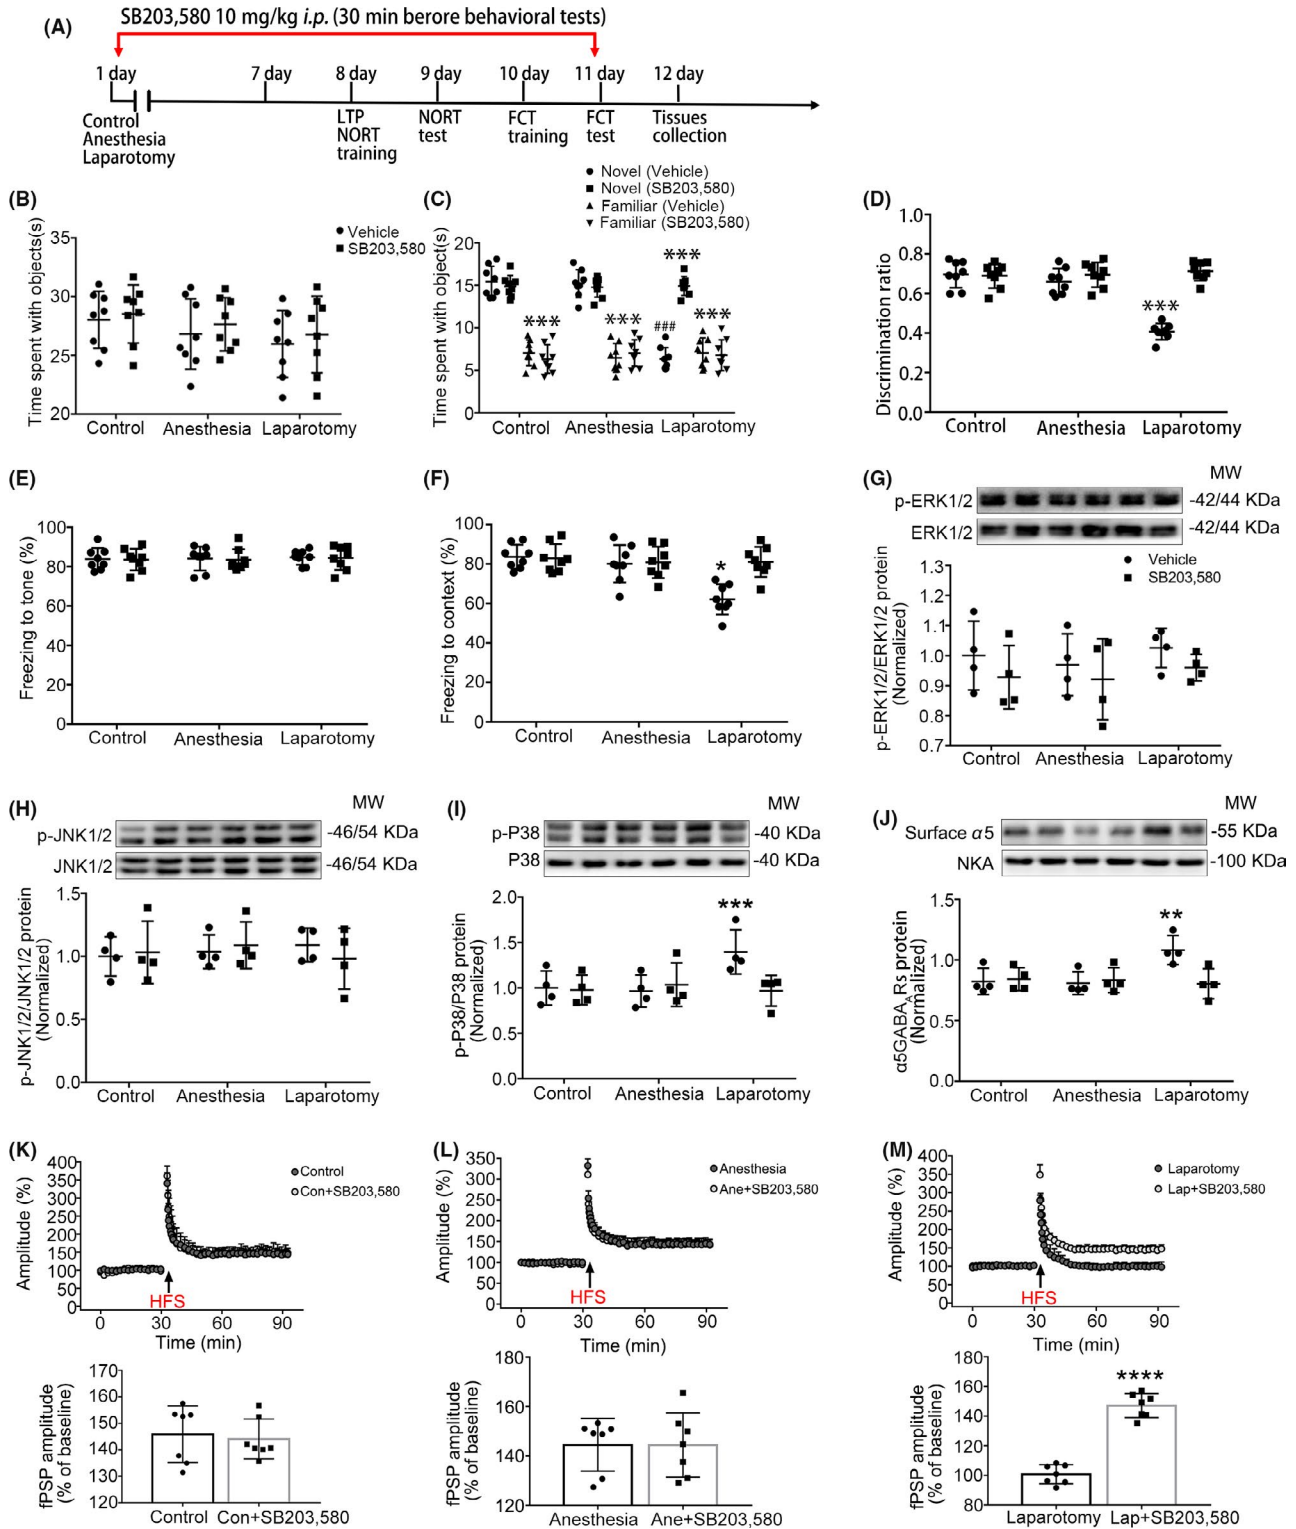 (A)
SB203,580 10 mg/kg i.p. (30 min berore behavioral tests)
1 day 7 day 8 day 9 day 10 day 11 day 12 day
Control
Anesthesia
Laparotomy
LTP
NORT
training
NORT
test
FCT
training
FCT
test
Tissues
collection
(B)
Time spent with objects(s)
35
30
25
20
Vehicle
SB203,580
Control Anesthesia Laparotomy
(C)
Novel (Vehicle)
Novel (SB203,580)
Familiar (Vehicle)
Familiar (SB203,580)
Time spent with object(s)
20
15
10
5
0
***
***
###
***
***
Control Anesthesia Laparotomy
(D)
Discrimination ratio
1.0
0.8
0.6
0.4
0.2
0.0
***
Control Anesthesia Laparotomy
(E)
Freezing to tone (%)
100
80
60
40
20
0
Control Anesthesia Laparotomy
(F)
Freezing to context (%)
100
80
60
40
20
0
*
Control Anesthesia Laparotomy
(G)
MW
p-ERK1/2 -42/44 KDa
ERK1/2 -42/44 KDa
Vehicle
SB203,580
p-ERK1/2/ERK1/2 protein
(Normalized)
1.3
1.2
1.1
1.0
0.9
0.8
0.7
Control Anesthesia Laparotomy
(H)
MW
p-JNK1/2 -46/54 KDa
JNK1/2 -46/54 KDa
p-JNK1/2/JNK1/2 protein
(Normalized)
1.5
1.0
0.5
0.0
Control Anesthesia Laparotomy
(I)
MW
p-P38 -40 KDa
P38 -40 KDa
p-P38/P38 protein
(Normalized)
2.0
1.5
1.0
0.5
0.0
***
Control Anesthesia Laparotomy
(J)
MW
Surface α5 -55 KDa
NKA -100 KDa
α5GABAARs protein
(Normalized)
1.5
1.0
0.5
0.0
**
Control Anesthesia Laparotomy
(K)
Amplitude (%)
400
350
300
250
200
150
100
50
0
Control
Con+SB203,580
HFS
0 30 60 90
Time (min)
fPSP amplitude
(% of baseline)
170
160
150
140
130
120
Control Con+SB203,580
(L)
Amplitude (%)
350
300
250
200
150
100
50
0
Anesthesia
Ane+SB203,580
HFS
0 30 60 90
Time (min)
fPSP amplitude
(% of baseline)
180
160
140
120
Anesthesia Ane+SB203,580
(M)
Amplitude (%)
400
350
300
250
200
150
100
50
0
Laparotomy
Lap+SB203,580
HFS
0 30 60 90
Time (min)
fPSP amplitude
(% of baseline)
180
160
140
120
100
80
****
Laparotomy Lap+SB203,580